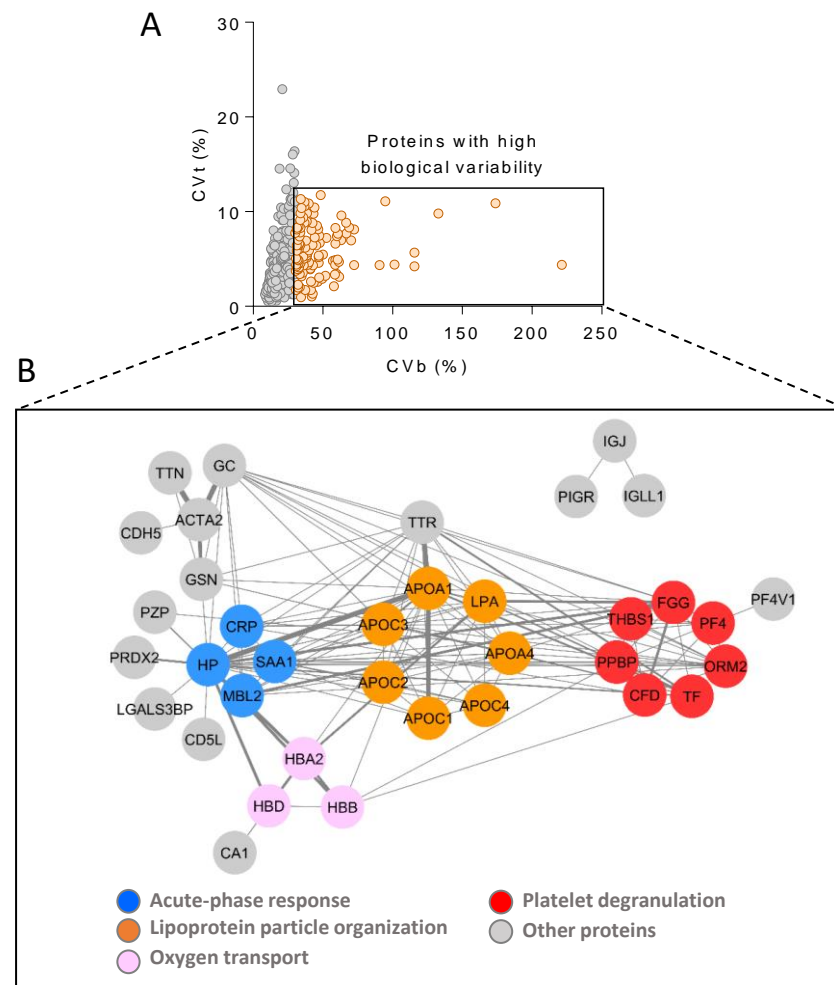 A
30
20
10
0
CVt (%)
Proteins with high
biological variability
0 50 100 150 200 250
CVb (%)
B
IGJ
PIGR IGLL1
TTN GC
CDH5 ACTA2
TTR
GSN
PZP
CRP
PRDX2 HP SAA1
MBL2
LGALS3BP
CD5L
APOA1
APOC3 LPA
APOA4
APOC2
APOC1 APOC4
FGG PF4V1
THBS1 PF4
PPBP ORM2
CFD TF
HBA2
HBD HBB
CA1
Acute-phase response
Lipoprotein particle organization
Oxygen transport
Platelet degranulation
Other proteins